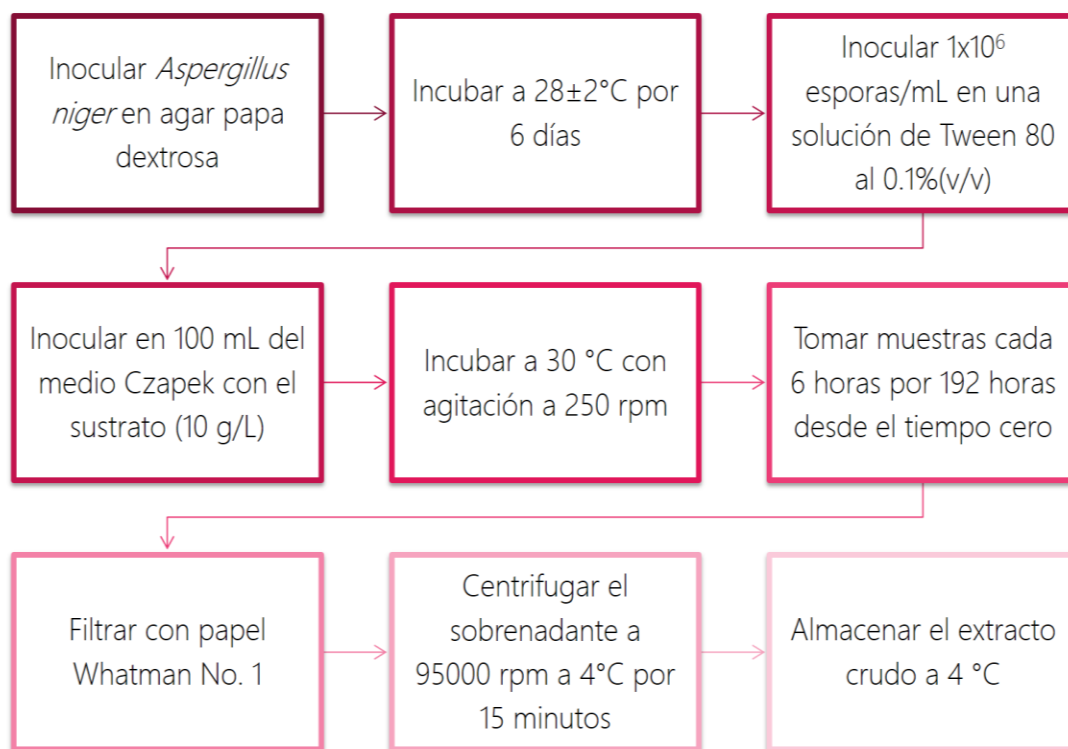 Inocular Aspergillus
niger en agar papa
dextrosa
Incubar a 28±2°C por
6 días
Inocular 1x10⁶
esporas/mL en una
solución de Tween 80
al 0.1%(v/v)
Inocular en 100 mL del
medio Czapek con el
sustrato (10 g/L)
Incubar a 30 °C con
agitación a 250 rpm
Tomar muestras cada
6 horas por 192 horas
desde el tiempo cero
Filtrar con papel
Whatman No. 1
Centrifugar el
sobrenadante a
95000 rpm a 4°C por
15 minutos
Almacenar el extracto
crudo a 4 °C